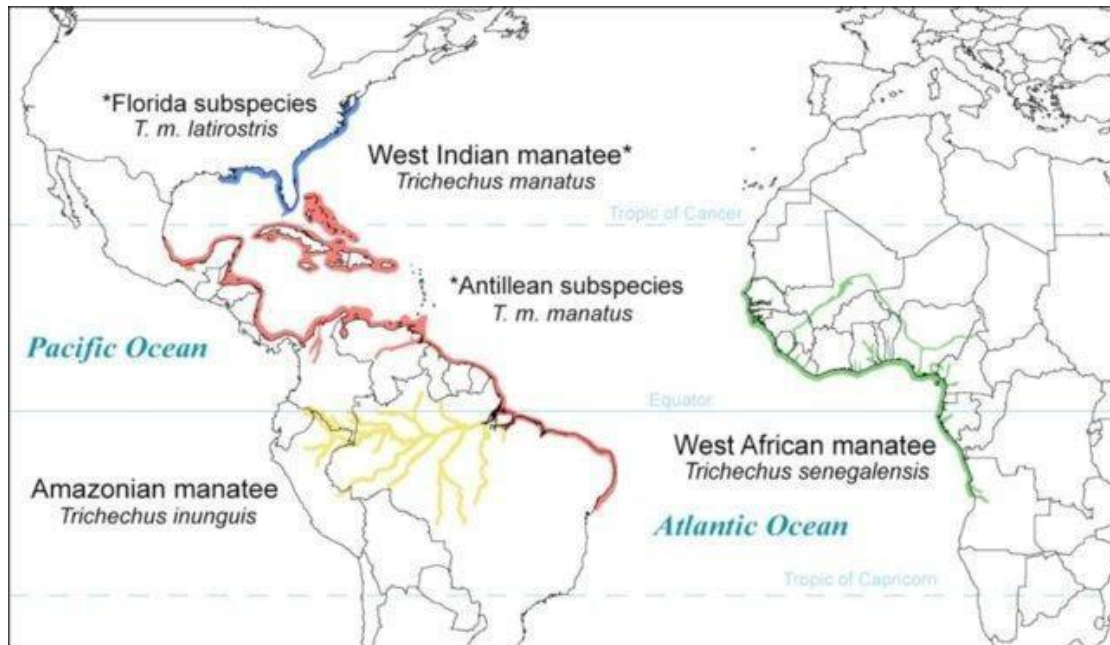 *Florida subspecies
T. m. latirostris
West Indian manatee*
Trichechus manatus
Tropic of Cancer
*Antillean subspecies
T. m. manatus
Pacific Ocean
Equator
West African manatee
Trichechus senegalensis
Amazonian manatee
Trichechus inunguis
Atlantic Ocean
Tropic of Capricorn